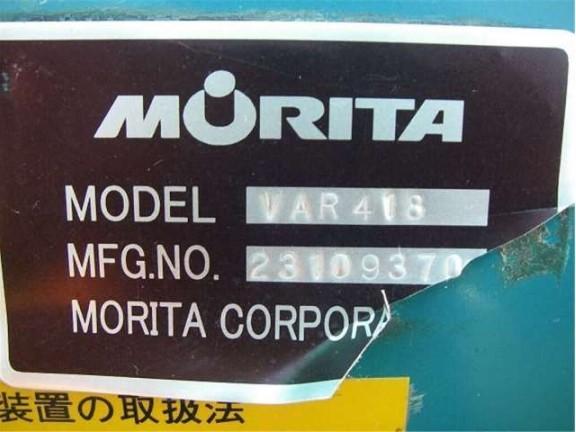 MORITA
MODEL VAR418
MFG.NO. 23109370
MORITA CORPORA
装置の取扱法